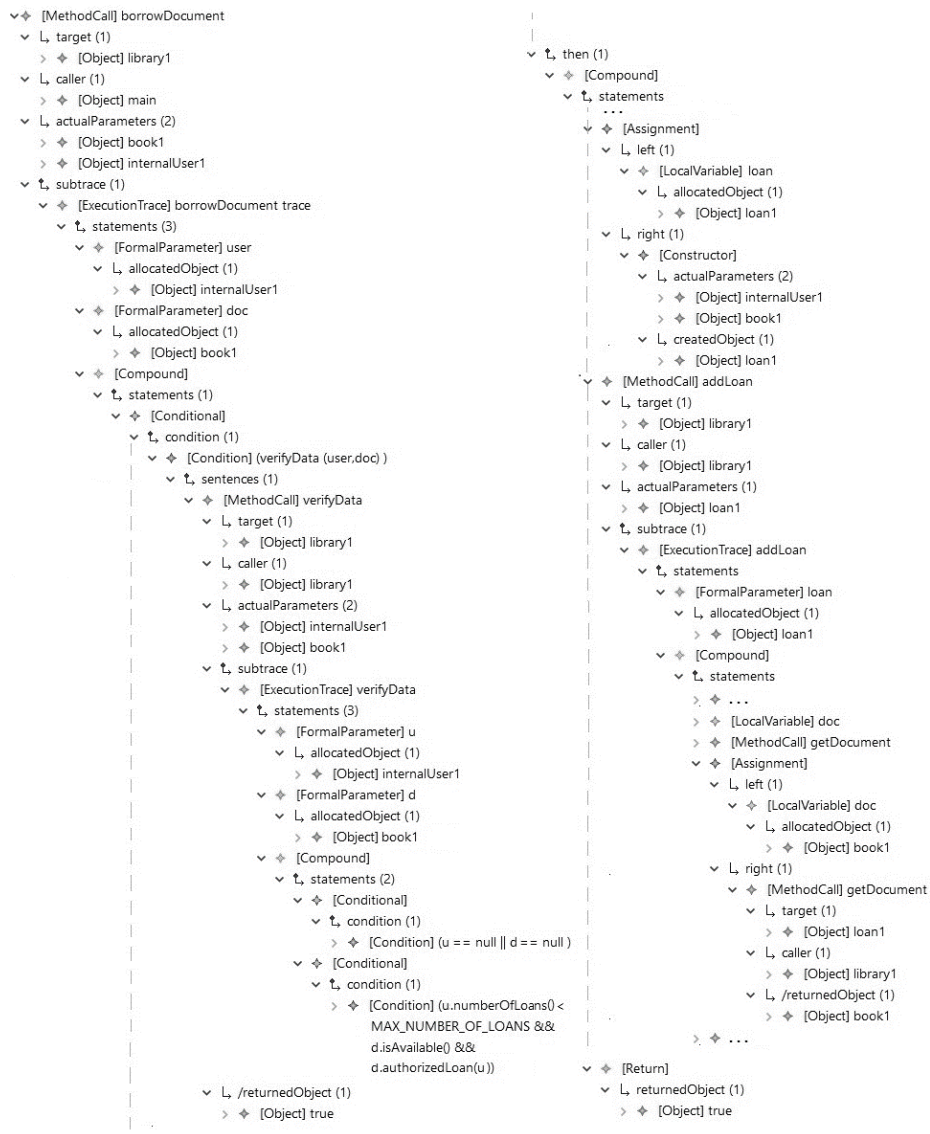 [MethodCall] borrowDocument
target (1)
[Object] library1
caller (1)
[Object] main
actualParameters (2)
[Object] book1
[Object] internalUser1
subtrace (1)
[ExecutionTrace] borrowDocument trace
statements (3)
[FormalParameter] user
allocatedObject (1)
[Object] internalUser1
[FormalParameter] doc
allocatedObject (1)
[Object] book1
[Compound]
statements (1)
[Conditional]
condition (1)
[Condition] (verifyData (user,doc) )
sentences (1)
[MethodCall] verifyData
target (1)
[Object] library1
caller (1)
[Object] library1
actualParameters (2)
[Object] internalUser1
[Object] book1
subtrace (1)
[ExecutionTrace] verifyData
statements (3)
[FormalParameter] u
allocatedObject (1)
[Object] internalUser1
[FormalParameter] d
allocatedObject (1)
[Object] book1
[Compound]
statements (2)
[Conditional]
condition (1)
[Condition] (u == null || d == null )
[Conditional]
condition (1)
[Condition] (u.numberOfLoans() <
MAX_NUMBER_OF_LOANS &&
d.isAvailable() &&
d.authorizedLoan(u))
/returnedObject (1)
[Object] true
then (1)
[Compound]
statements
...
[Assignment]
left (1)
[LocalVariable] loan
allocatedObject (1)
[Object] loan1
right (1)
[Constructor]
actualParameters (2)
[Object] internalUser1
[Object] book1
createdObject (1)
[Object] loan1
[MethodCall] addLoan
target (1)
[Object] library1
caller (1)
[Object] library1
actualParameters (1)
[Object] loan1
subtrace (1)
[ExecutionTrace] addLoan
statements
[FormalParameter] loan
allocatedObject (1)
[Object] loan1
[Compound]
statements
...
[LocalVariable] doc
[MethodCall] getDocument
[Assignment]
left (1)
[LocalVariable] doc
allocatedObject (1)
[Object] book1
right (1)
[MethodCall] getDocument
target (1)
[Object] loan1
caller (1)
[Object] library1
/returnedObject (1)
[Object] book1
...
[Return]
returnedObject (1)
[Object] true